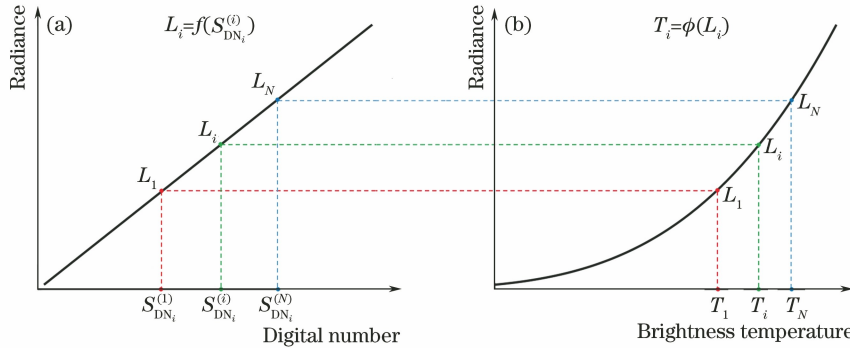 (a)
L_i=f(S_{DN_i}^{(i)})
Radiance
L_N
L_i
L_1
S_{DN_i}^{(1)} S_{DN_i}^{(i)} S_{DN_i}^{(N)}
Digital number
(b)
T_i=ϕ(L_i)
Radiance
L_N
L_i
L_1
T_1 T_i T_N
Brightness temperature